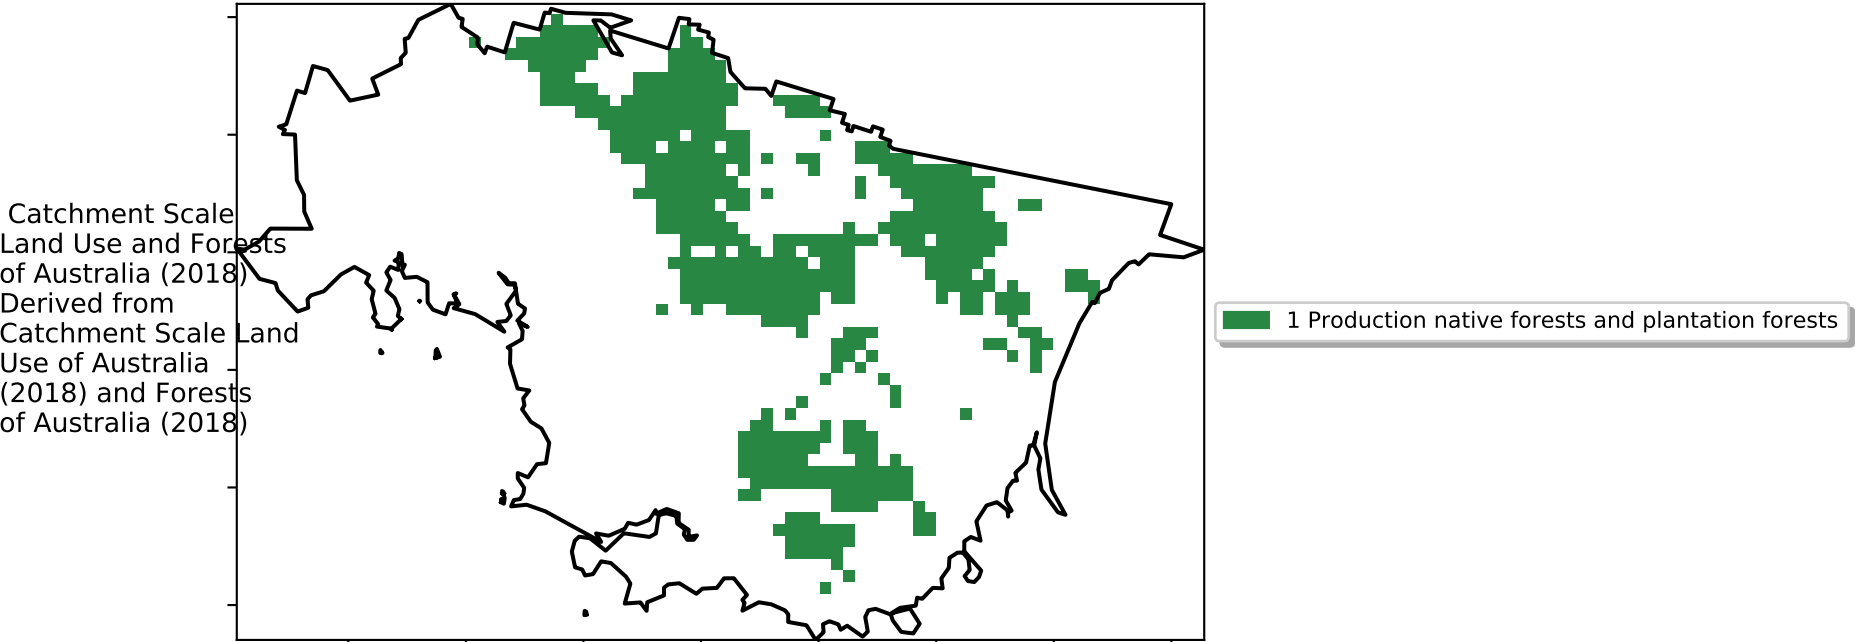 Catchment Scale
Land Use and Forests
of Australia (2018)
Derived from
Catchment Scale Land
Use of Australia
(2018) and Forests
of Australia (2018)
1 Production native forests and plantation forests